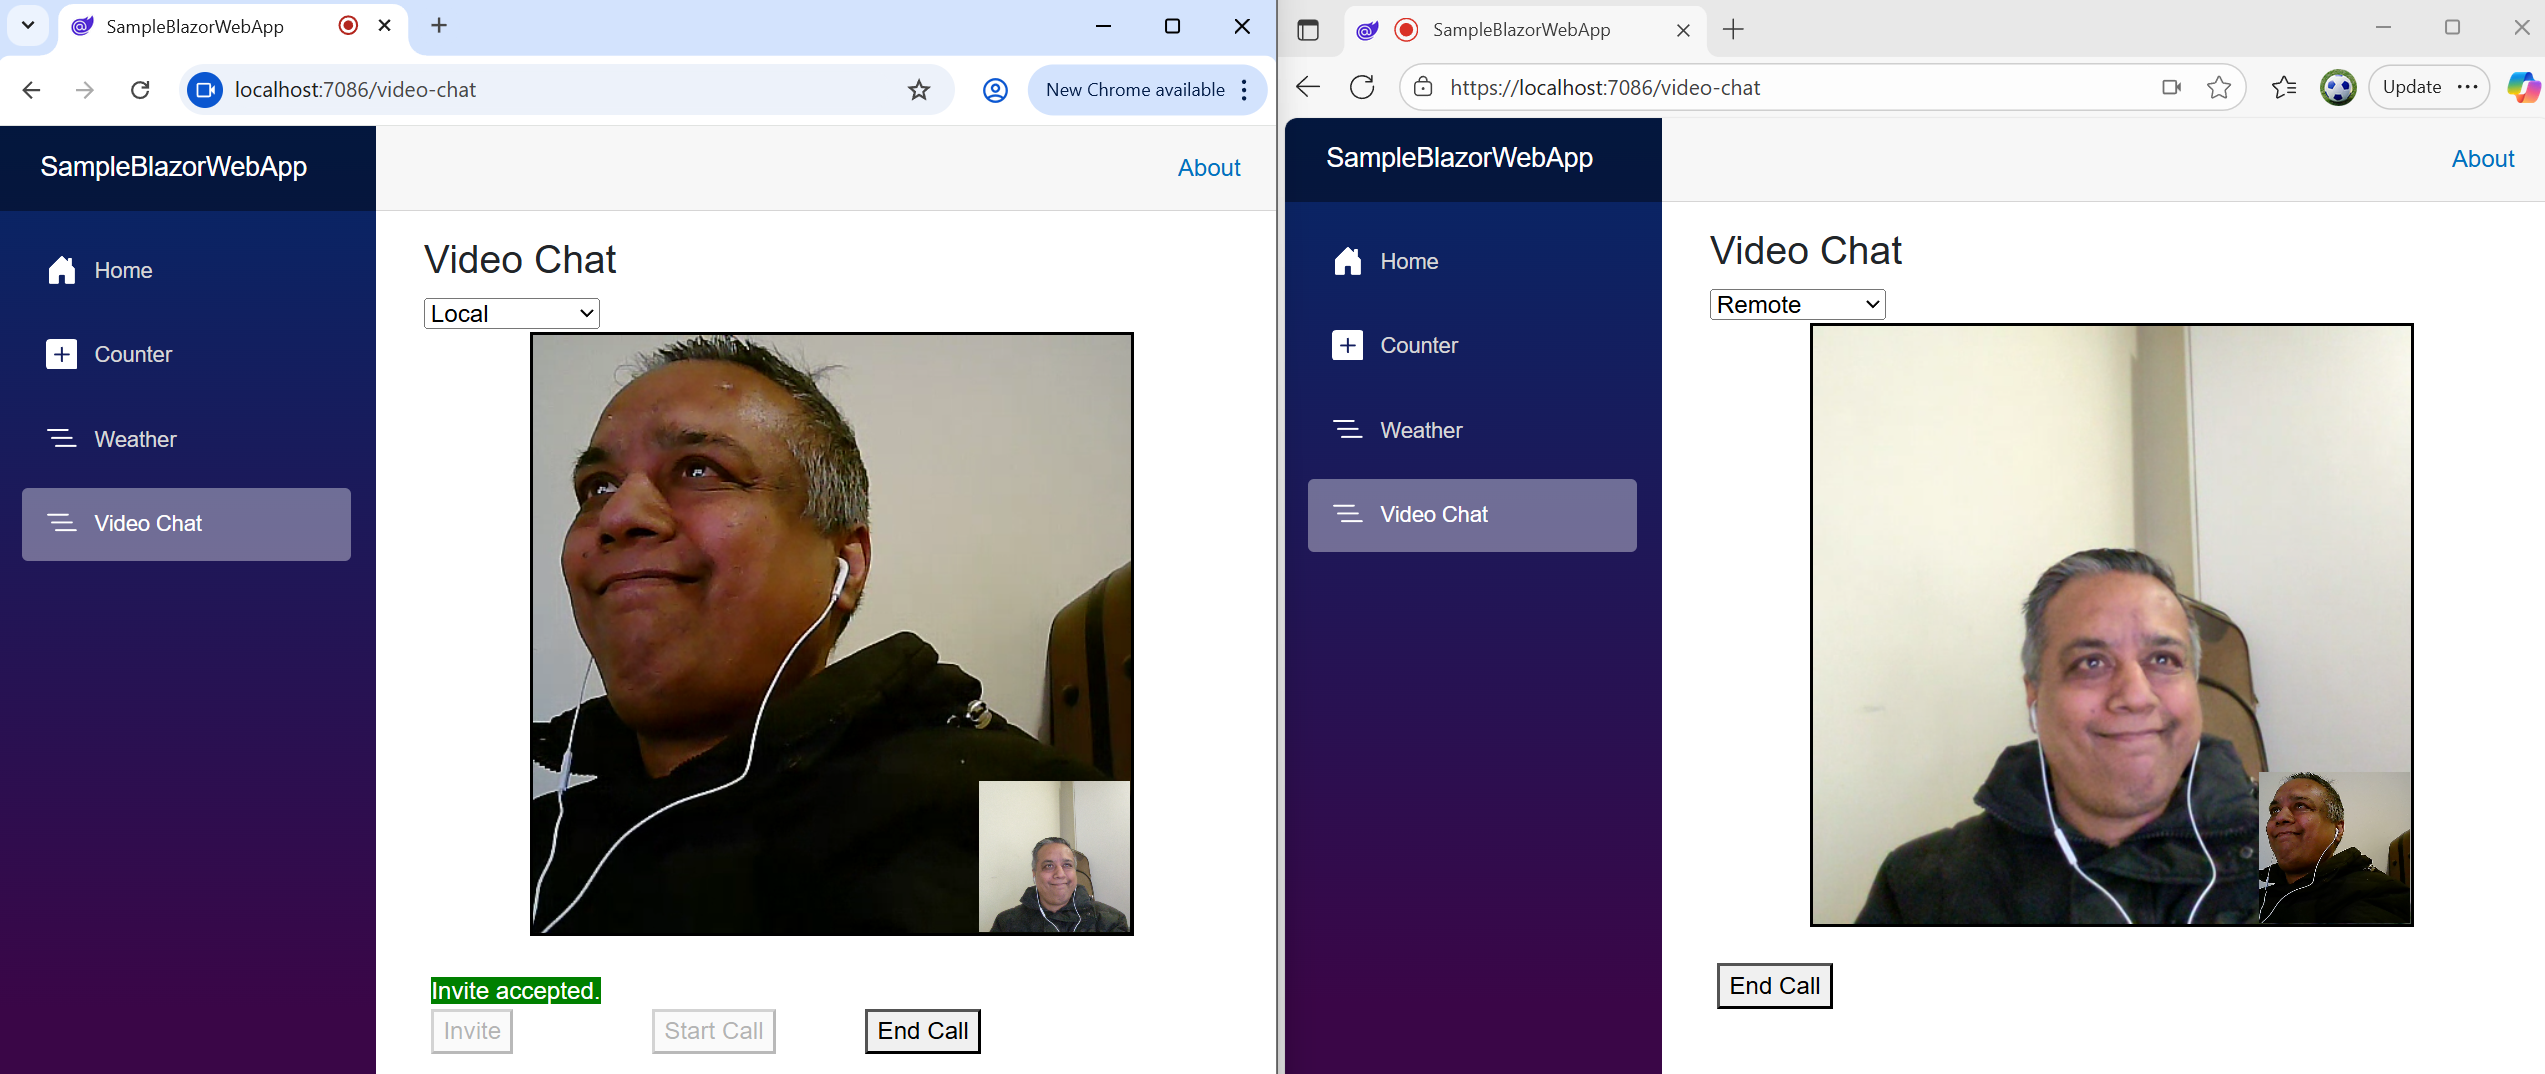 SampleBlazorWebApp
localhost:7086/video-chat
New Chrome available
SampleBlazorWebApp
About
Home
Counter
Weather
Video Chat
Video Chat
Local
Invite accepted.
Invite
Start Call
End Call
SampleBlazorWebApp
https://localhost:7086/video-chat
Update
SampleBlazorWebApp
About
Home
Counter
Weather
Video Chat
Video Chat
Remote
End Call